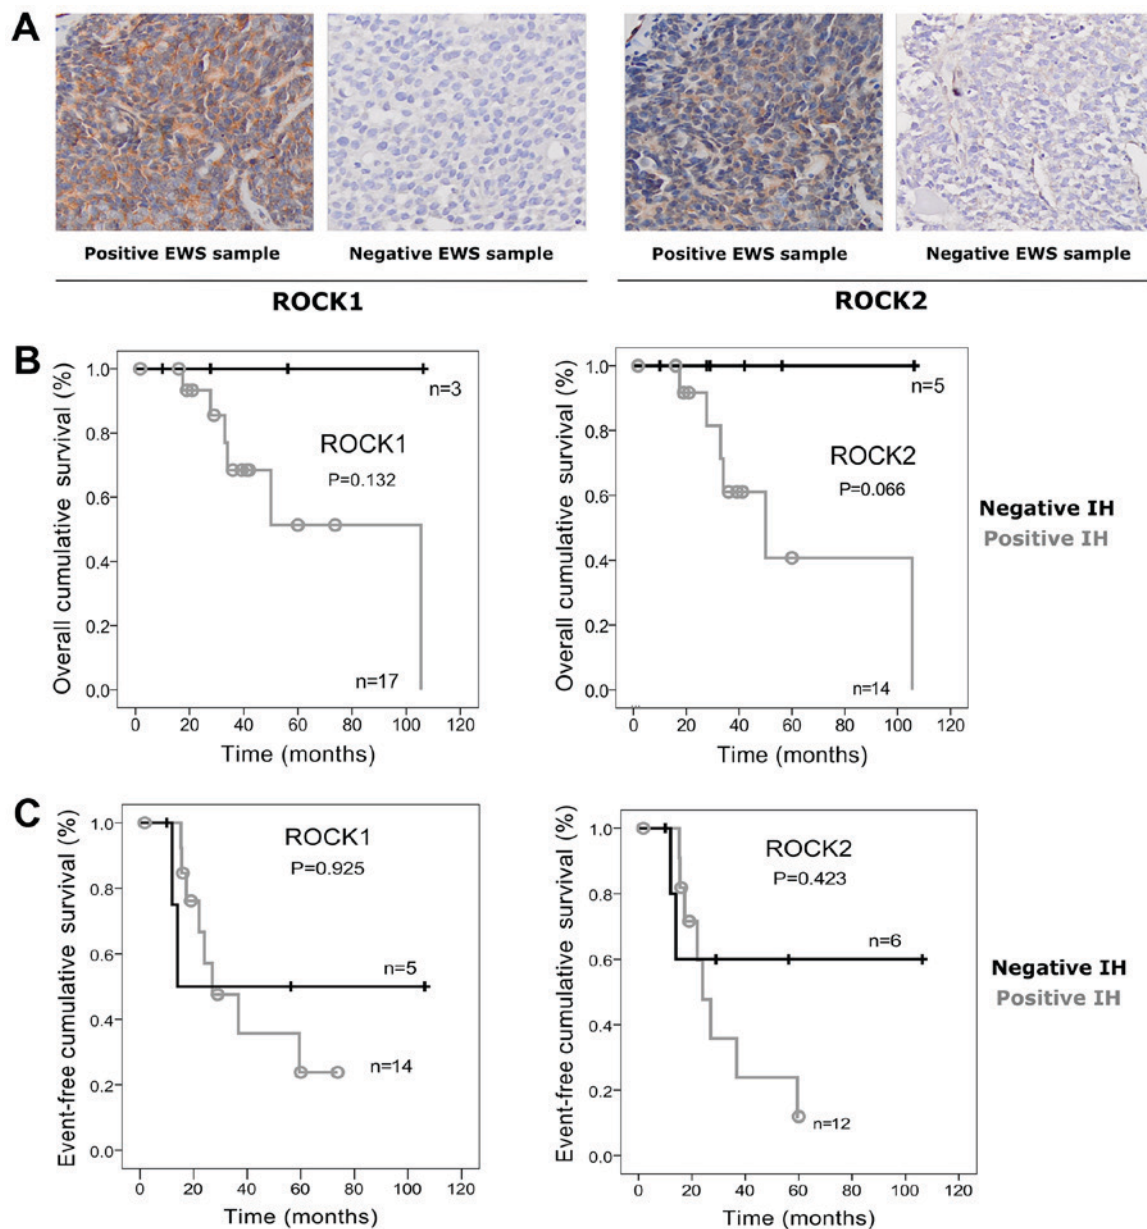 A
Positive EWS sample Negative EWS sample Positive EWS sample Negative EWS sample
ROCK1 ROCK2
B
Overall cumulative survival (%)
1.0
0.8
0.6
0.4
0.2
0.0
n=3
ROCK1
P=0.132
n=17
0 20 40 60 80 100 120
Time (months)
Overall cumulative survival (%)
1.0
0.8
0.6
0.4
0.2
0.0
n=5
ROCK2
P=0.066
n=14
0 20 40 60 80 100 120
Time (months)
Negative IH
Positive IH
C
Event-free cumulative survival (%)
1.0
0.8
0.6
0.4
0.2
0.0
ROCK1
P=0.925
n=5
n=14
0 20 40 60 80 100 120
Time (months)
Event-free cumulative survival (%)
1.0
0.8
0.6
0.4
0.2
0.0
ROCK2
P=0.423
n=6
n=12
0 20 40 60 80 100 120
Time (months)
Negative IH
Positive IH